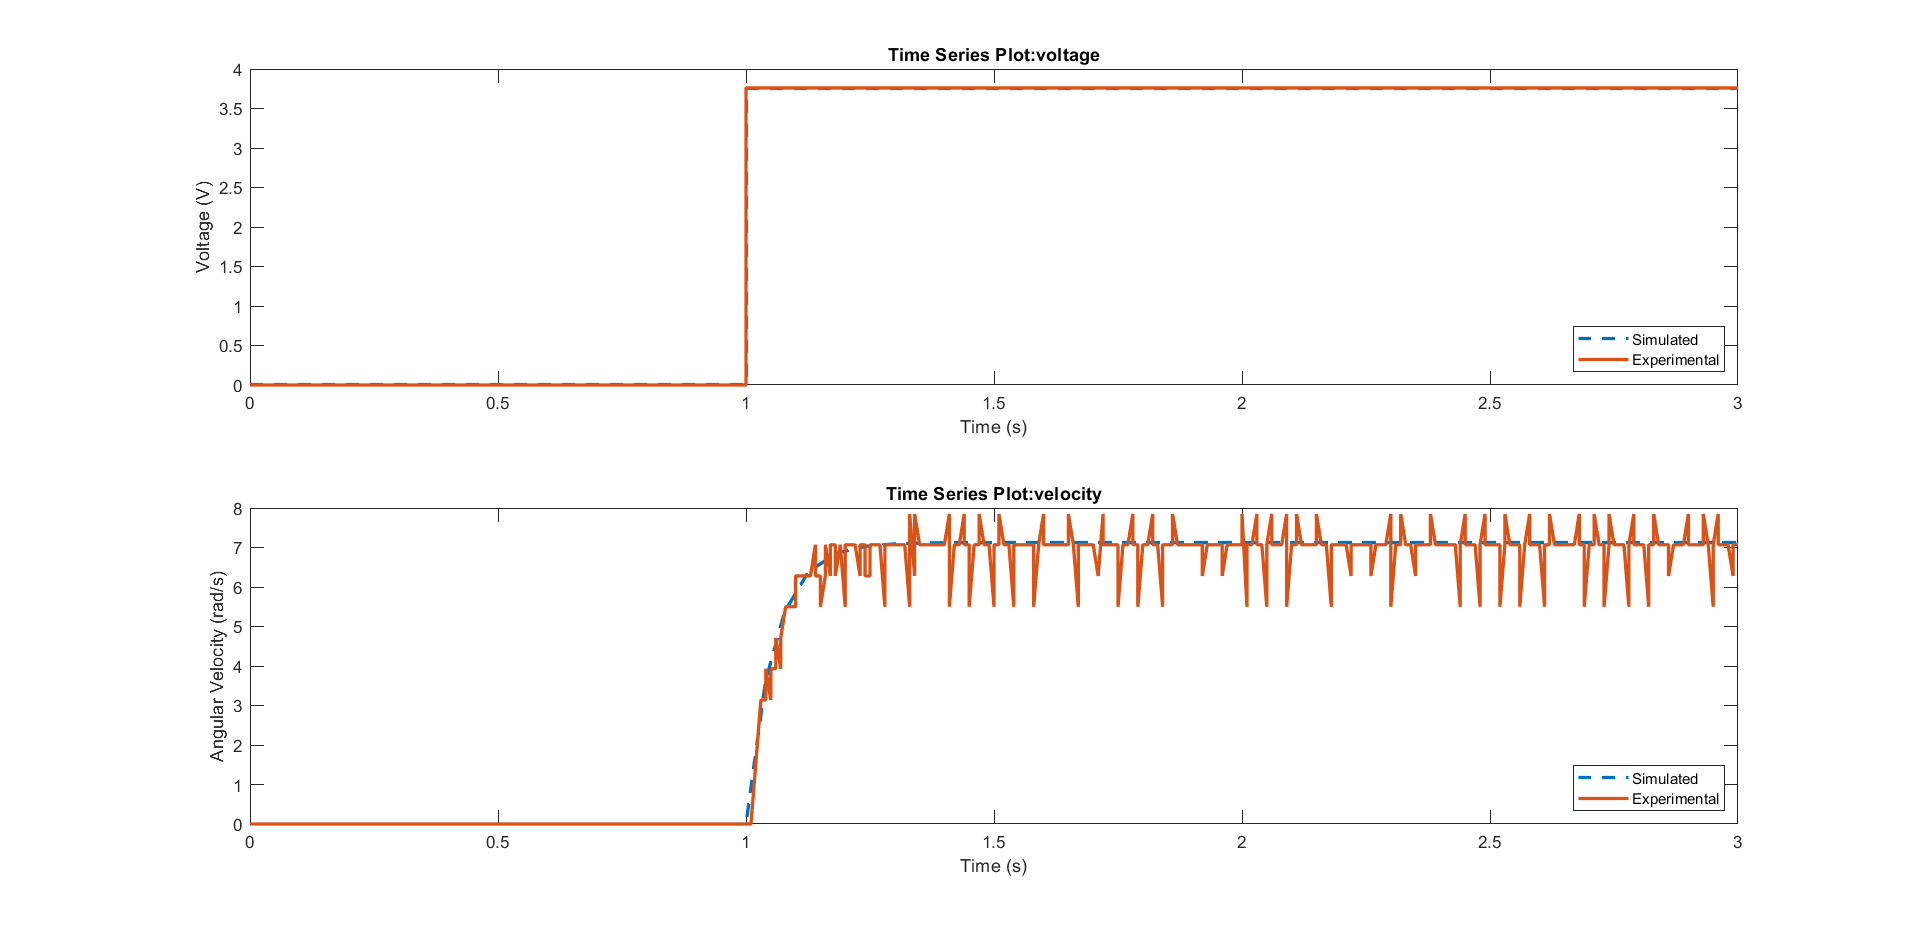 Time Series Plot:voltage
4
3.5
3
2.5
2
1.5
1
0.5
0
Voltage (V)
0 0.5 1 1.5 2 2.5 3
Time (s)
Simulated
Experimental
Time Series Plot:velocity
8
7
6
5
4
3
2
1
0
Angular Velocity (rad/s)
0 0.5 1 1.5 2 2.5 3
Time (s)
Simulated
Experimental